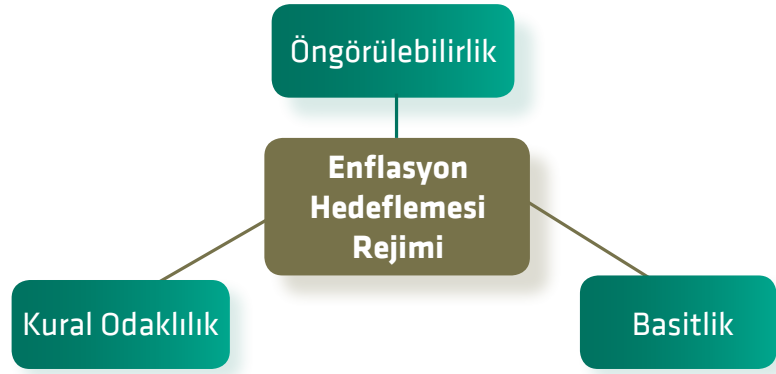 Öngörülebilirlik
Enflasyon
Hedeflemesi
Rejimi
Kural Odaklılık
Basitlik